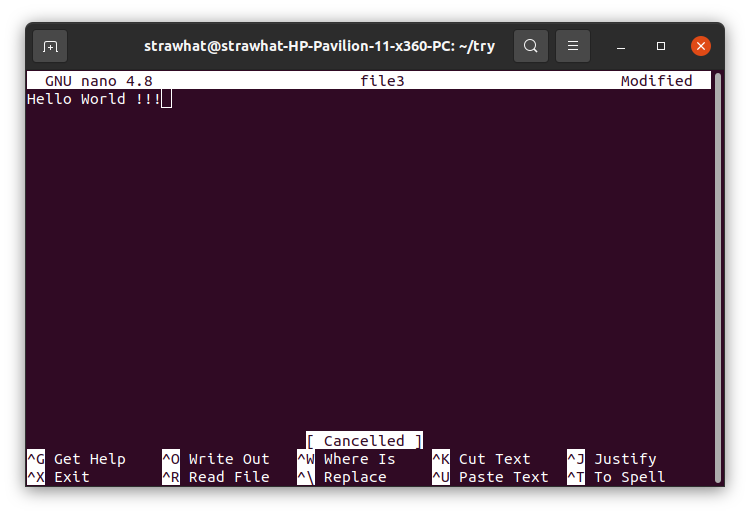 strawhat@strawhat-HP-Pavilion-11-x360-PC: ~/try
GNU nano 4.8 file3 Modified
Hello World !!!
[ Cancelled ]
^G Get Help ^O Write Out ^W Where Is ^K Cut Text ^J Justify
^X Exit ^R Read File ^\ Replace ^U Paste Text ^T To Spell